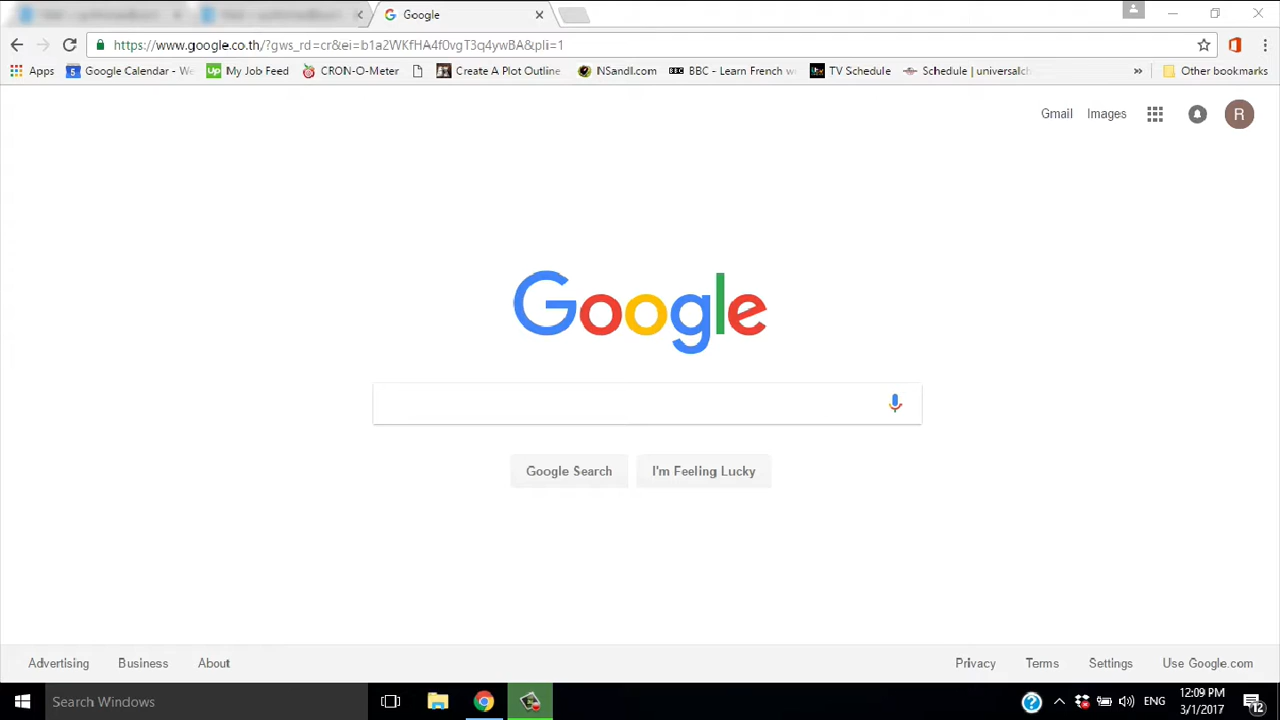 Google
https://www.google.co.th/?gws_rd=cr&ei=b1a2WKfHA4f0vgT3q4ywBA&pli=1
Apps Google Calendar - We My Job Feed CRON-O-Meter Create A Plot Outline NSandI.com BBC - Learn French w TV Schedule Schedule | universalch » Other bookmarks
Gmail Images R
Google
Google Search I'm Feeling Lucky
Advertising Business About Privacy Terms Settings Use Google.com
Search Windows ENG 12:09 PM
3/1/2017 12